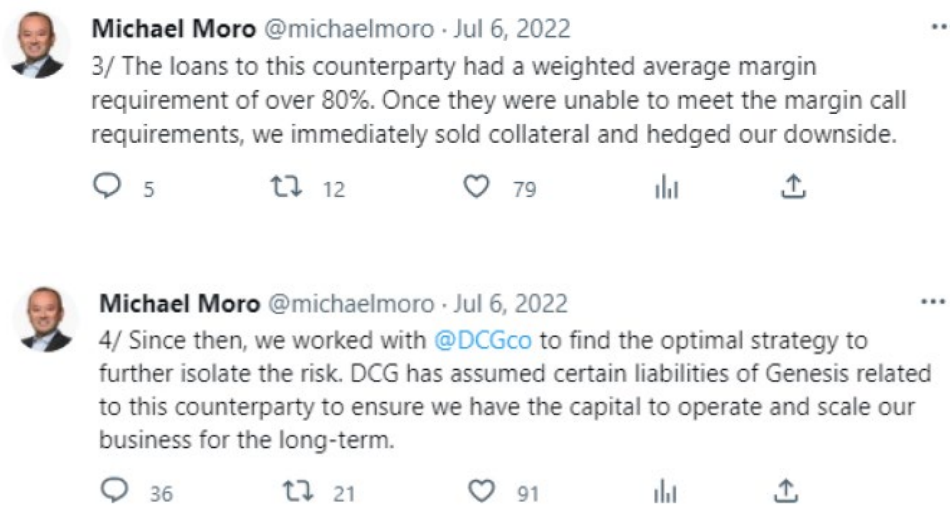 Michael Moro @michaelmoro · Jul 6, 2022
3/ The loans to this counterparty had a weighted average margin
requirement of over 80%. Once they were unable to meet the margin call
requirements, we immediately sold collateral and hedged our downside.
5 12 79
Michael Moro @michaelmoro · Jul 6, 2022
4/ Since then, we worked with @DCGco to find the optimal strategy to
further isolate the risk. DCG has assumed certain liabilities of Genesis related
to this counterparty to ensure we have the capital to operate and scale our
business for the long-term.
36 21 91